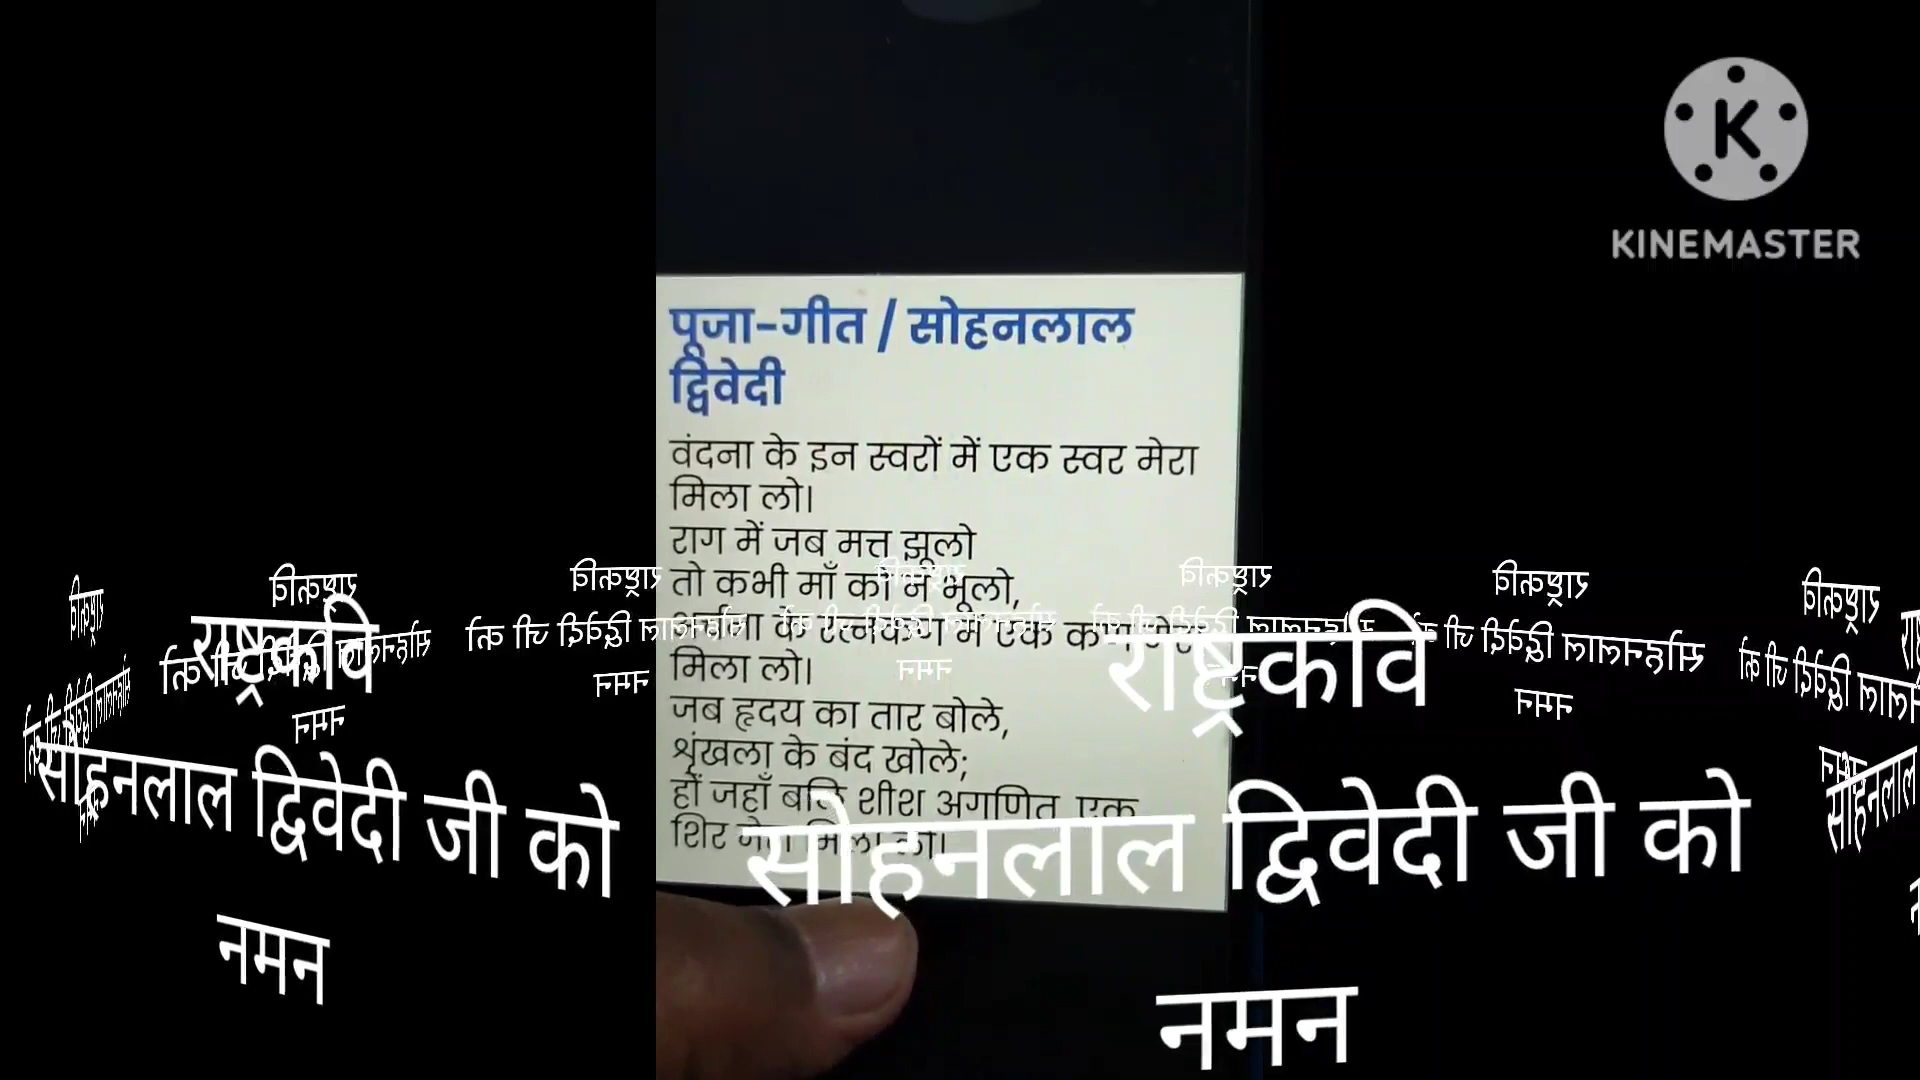 KINEMASTER
पूजा-गीत / सोहनलाल
द्विवेदी
वंदना के इन स्वरों में एक स्वर मेरा
मिला लो।
राग में जब मत्त झूलो
तो कभी माँ को न भूलो,
के में एक
मिला लो।
जब हृदय का तार बोले,
श्रृंखला के बंद खोले;
हों जहाँ बलि शीश अगणित, एक
शिर मेरा मिला लो।
राष्ट्रकवि
सोहनलाल द्विवेदी जी को
नमन
राष्ट्रकवि
सोहनलाल द्विवेदी जी को
नमन